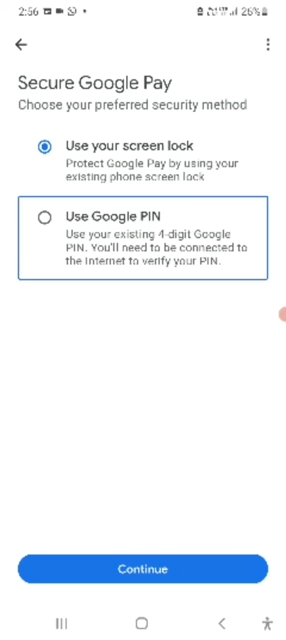 2:56
26%
Secure Google Pay
Choose your preferred security method
Use your screen lock
Protect Google Pay by using your
existing phone screen lock
Use Google PIN
Use your existing 4-digit Google
PIN. You'll need to be connected to
the Internet to verify your PIN.
Continue